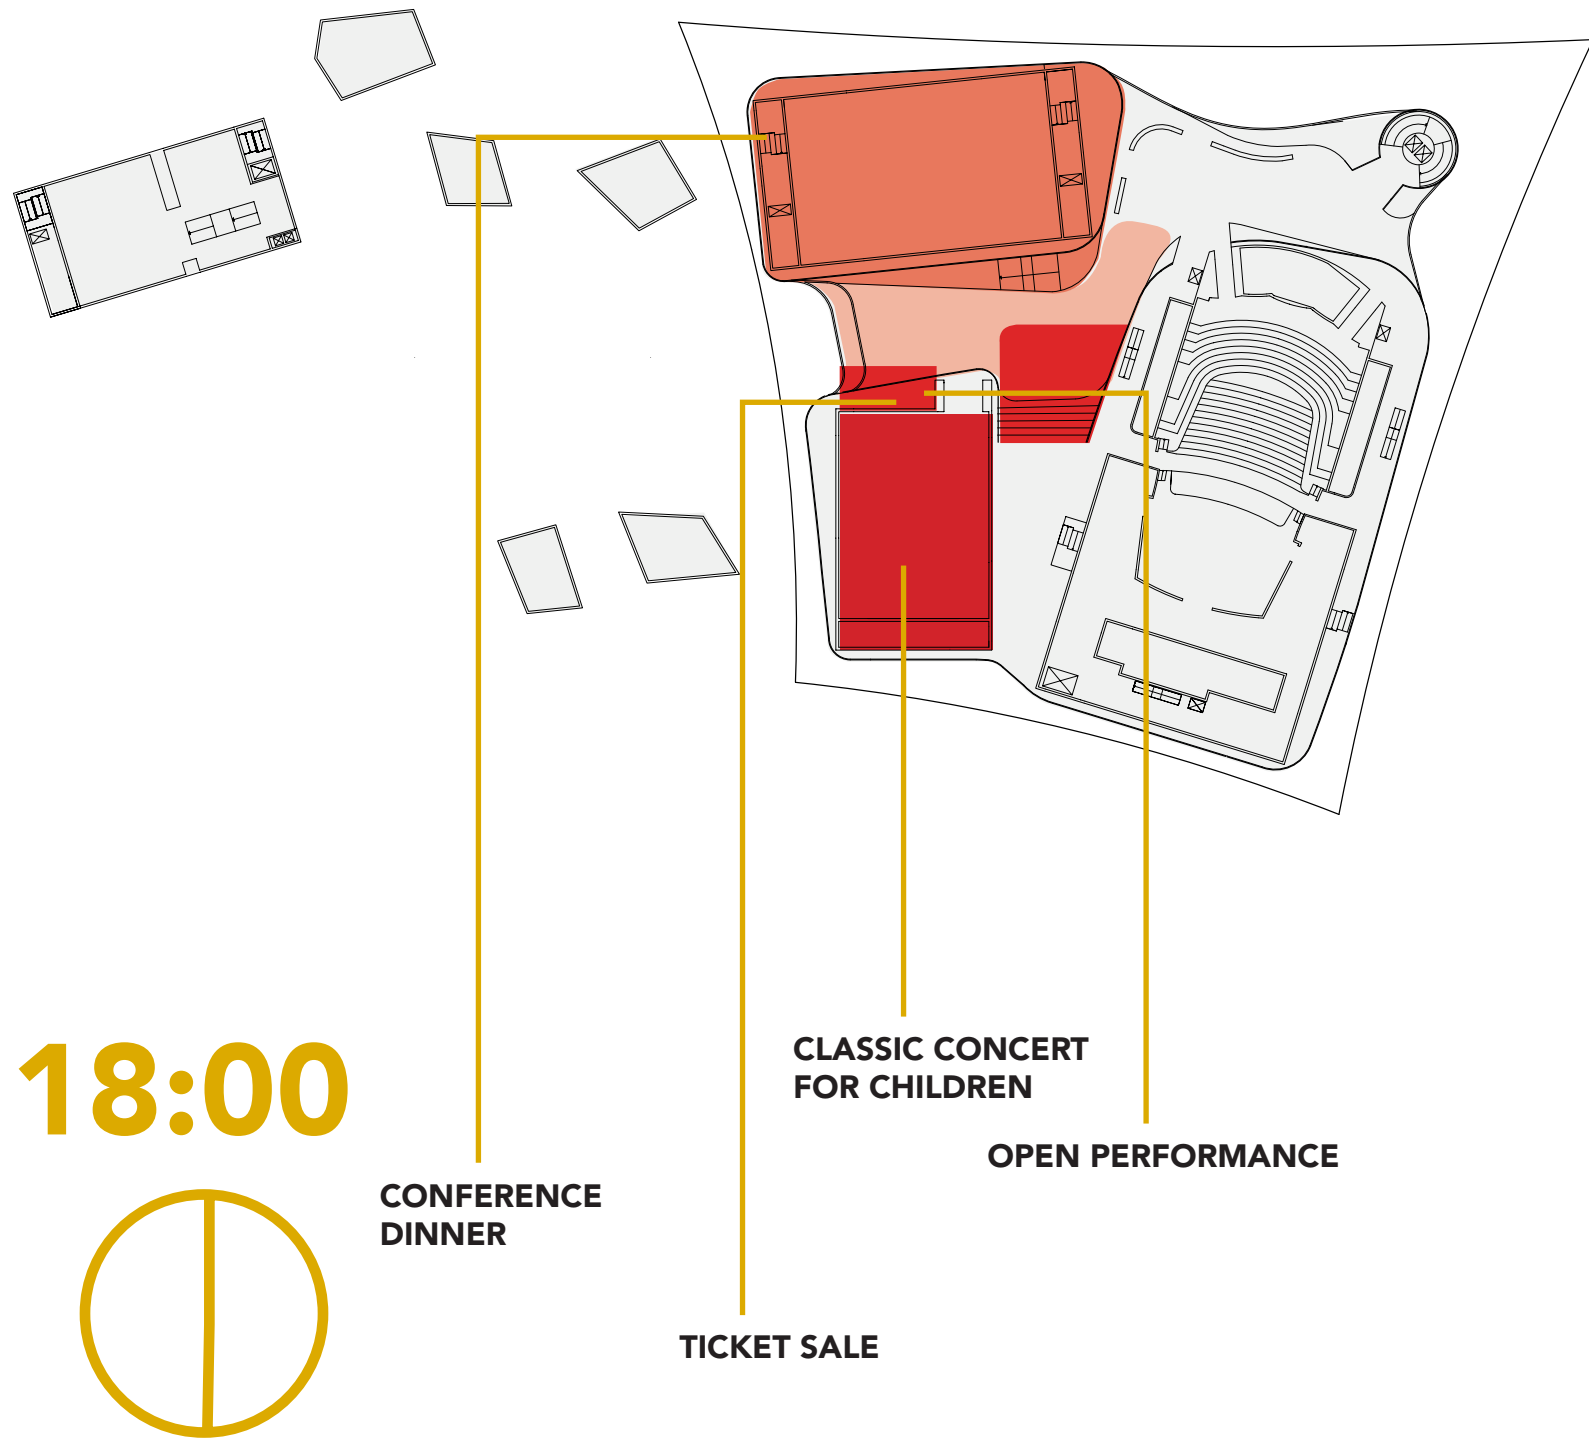 CLASSIC CONCERT
FOR CHILDREN
18:00
OPEN PERFORMANCE
CONFERENCE
DINNER
TICKET SALE